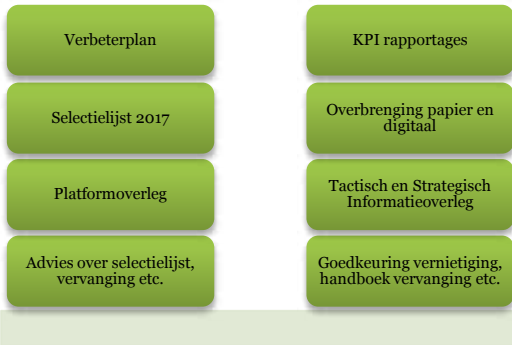 Verbeterplan
Selectielijst 2017
Platformoverleg
Advies over selectielijst,
vervanging etc.
KPI rapportages
Overbrenging papier en
digitaal
Tactisch en Strategisch
Informatieoverleg
Goedkeuring vernietiging,
handboek vervanging etc.